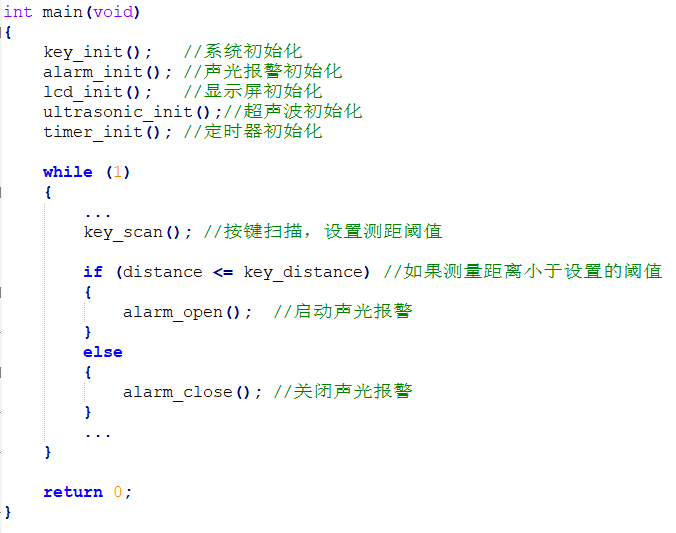 int main(void)
{
    key_init();   //系统初始化
    alarm_init(); //声光报警初始化
    lcd_init();   //显示屏初始化
    ultrasonic_init();//超声波初始化
    timer_init(); //定时器初始化

    while (1)
    {
        ...
        key_scan(); //按键扫描，设置测距阈值

        if (distance <= key_distance) //如果测量距离小于设置的阈值
        {
            alarm_open();  //启动声光报警
        }
        else
        {
            alarm_close(); //关闭声光报警
        }
        ...
    }

    return 0;
}